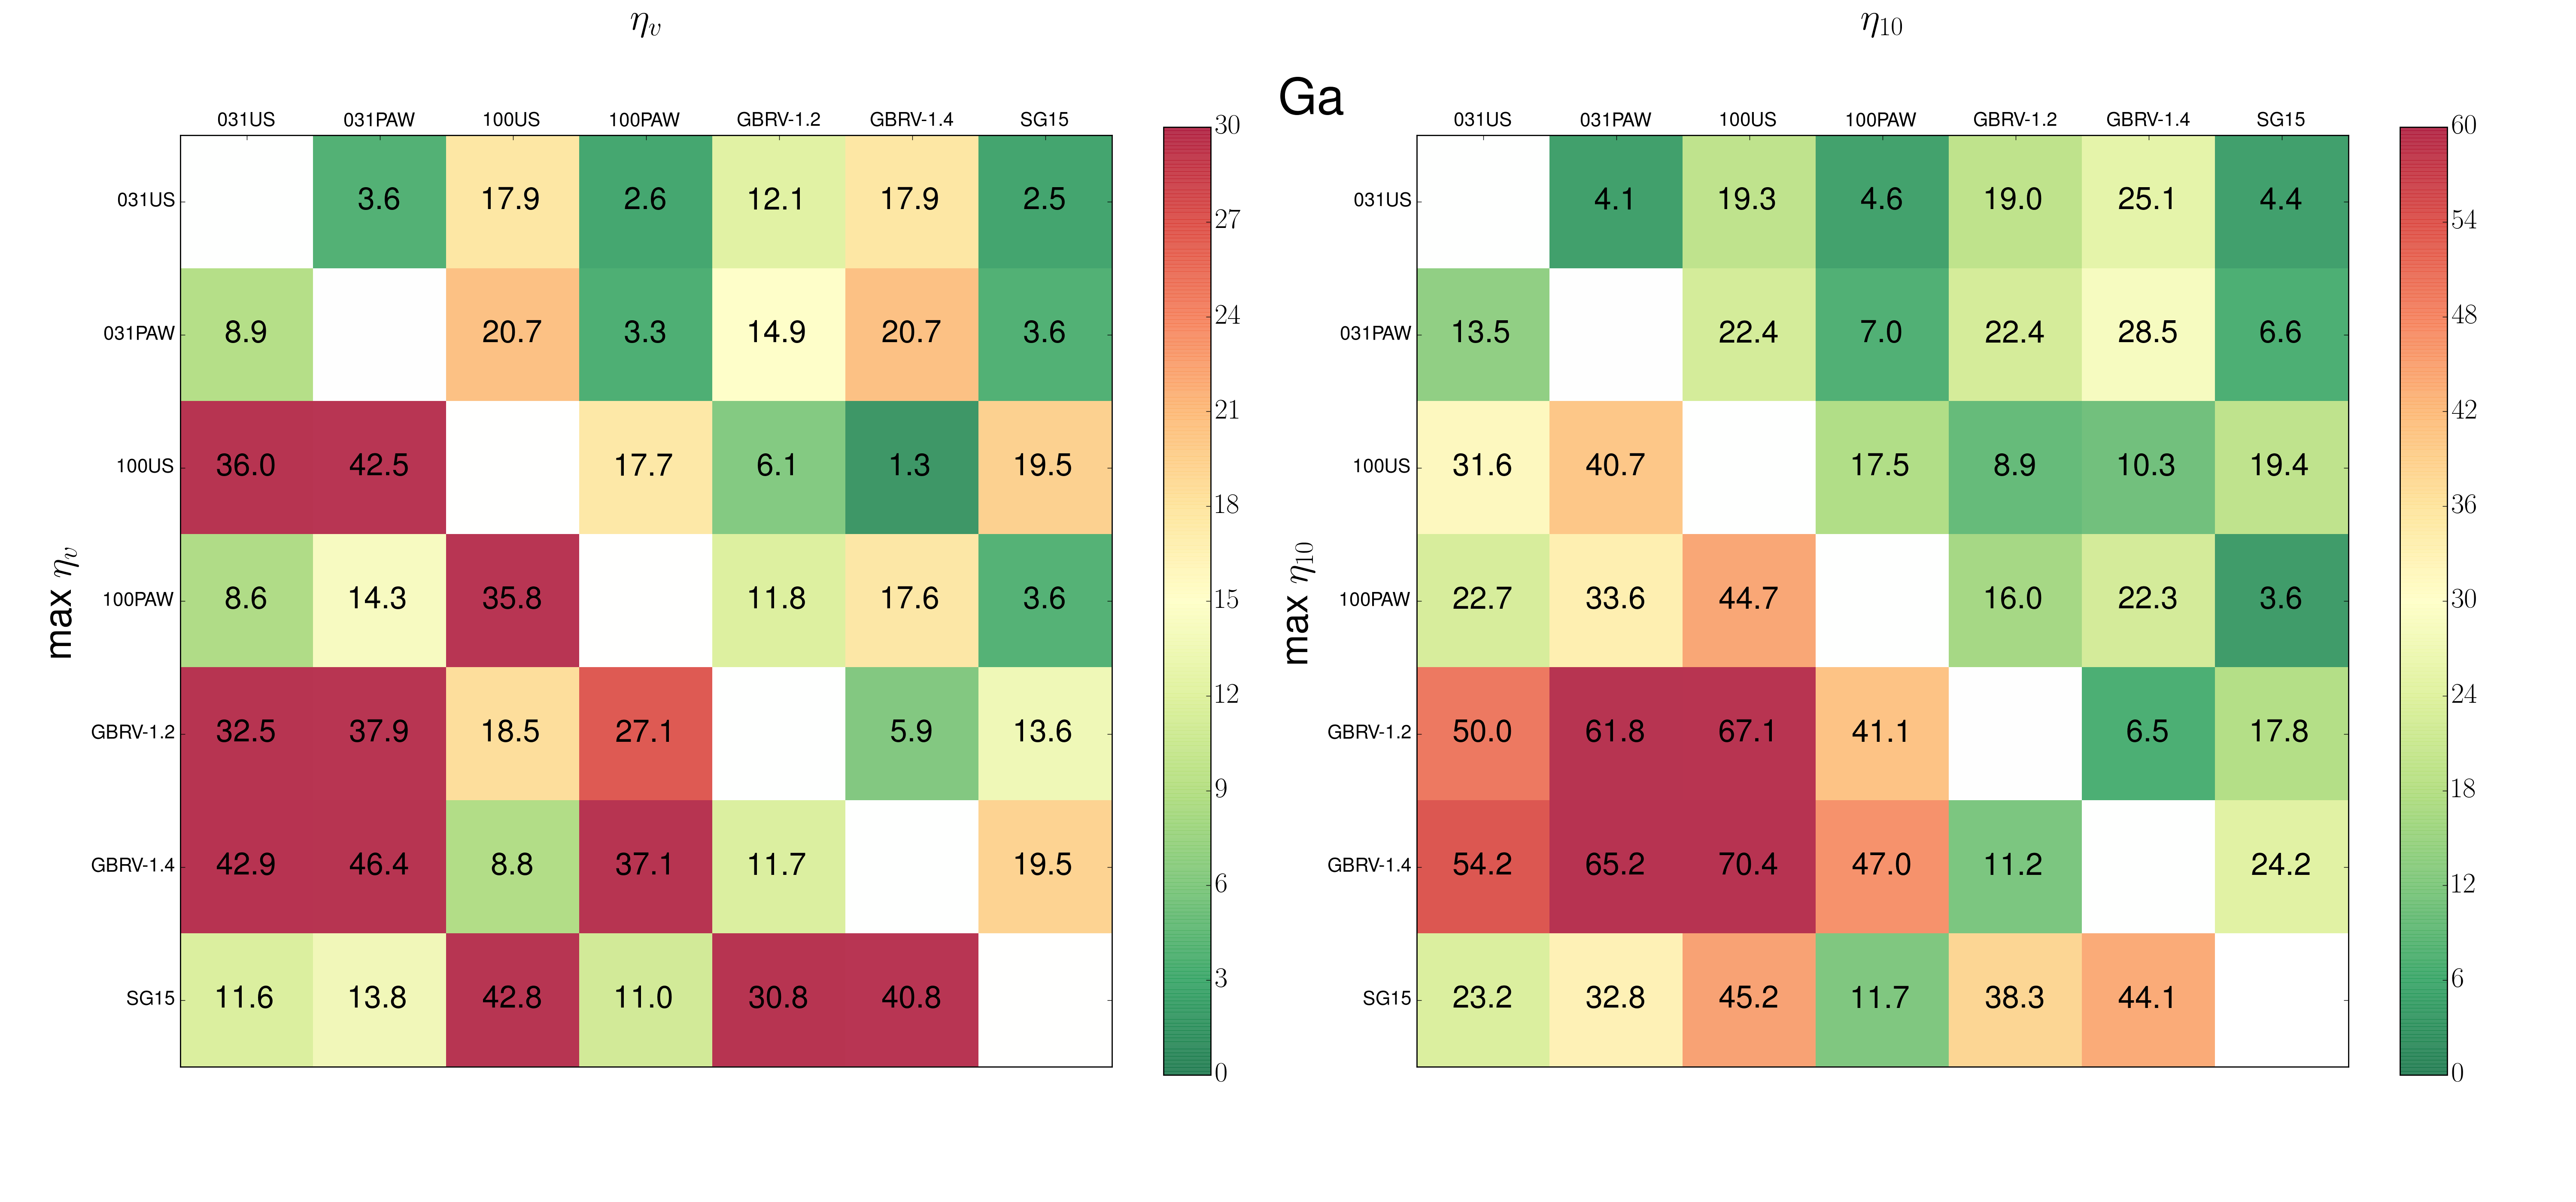 η_v
η_10
Ga
031US 031PAW 100US 100PAW GBRV-1.2 GBRV-1.4 SG15
031US 3.6 17.9 2.6 12.1 17.9 2.5
031PAW 8.9 20.7 3.3 14.9 20.7 3.6
100US 36.0 42.5 17.7 6.1 1.3 19.5
100PAW 8.6 14.3 35.8 11.8 17.6 3.6
GBRV-1.2 32.5 37.9 18.5 27.1 5.9 13.6
GBRV-1.4 42.9 46.4 8.8 37.1 11.7 19.5
SG15 11.6 13.8 42.8 11.0 30.8 40.8
max η_v
30
27
24
21
18
15
12
9
6
3
0
031US 031PAW 100US 100PAW GBRV-1.2 GBRV-1.4 SG15
031US 4.1 19.3 4.6 19.0 25.1 4.4
031PAW 13.5 22.4 7.0 22.4 28.5 6.6
100US 31.6 40.7 17.5 8.9 10.3 19.4
100PAW 22.7 33.6 44.7 16.0 22.3 3.6
GBRV-1.2 50.0 61.8 67.1 41.1 6.5 17.8
GBRV-1.4 54.2 65.2 70.4 47.0 11.2 24.2
SG15 23.2 32.8 45.2 11.7 38.3 44.1
max η_10
60
54
48
42
36
30
24
18
12
6
0